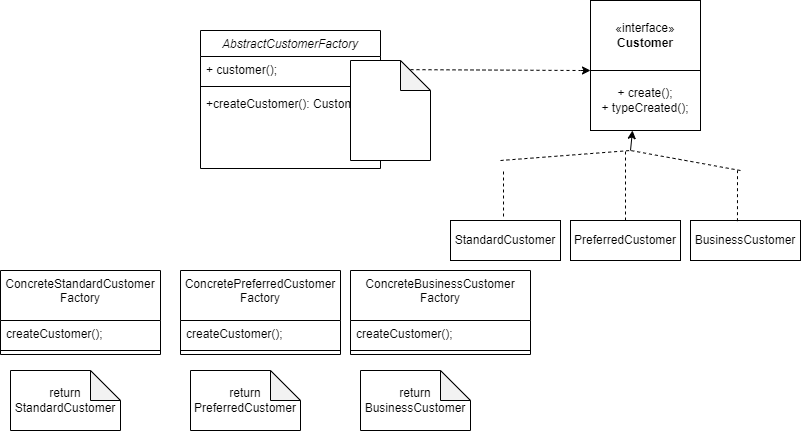 AbstractCustomerFactory
+ customer();
+createCustomer(): Custom
«interface»
Customer
+ create();
+ typeCreated();
StandardCustomer
PreferredCustomer
BusinessCustomer
ConcreteStandardCustomer
Factory
createCustomer();
ConcretePreferredCustomer
Factory
createCustomer();
ConcreteBusinessCustomer
Factory
createCustomer();
return
StandardCustomer
return
PreferredCustomer
return
BusinessCustomer